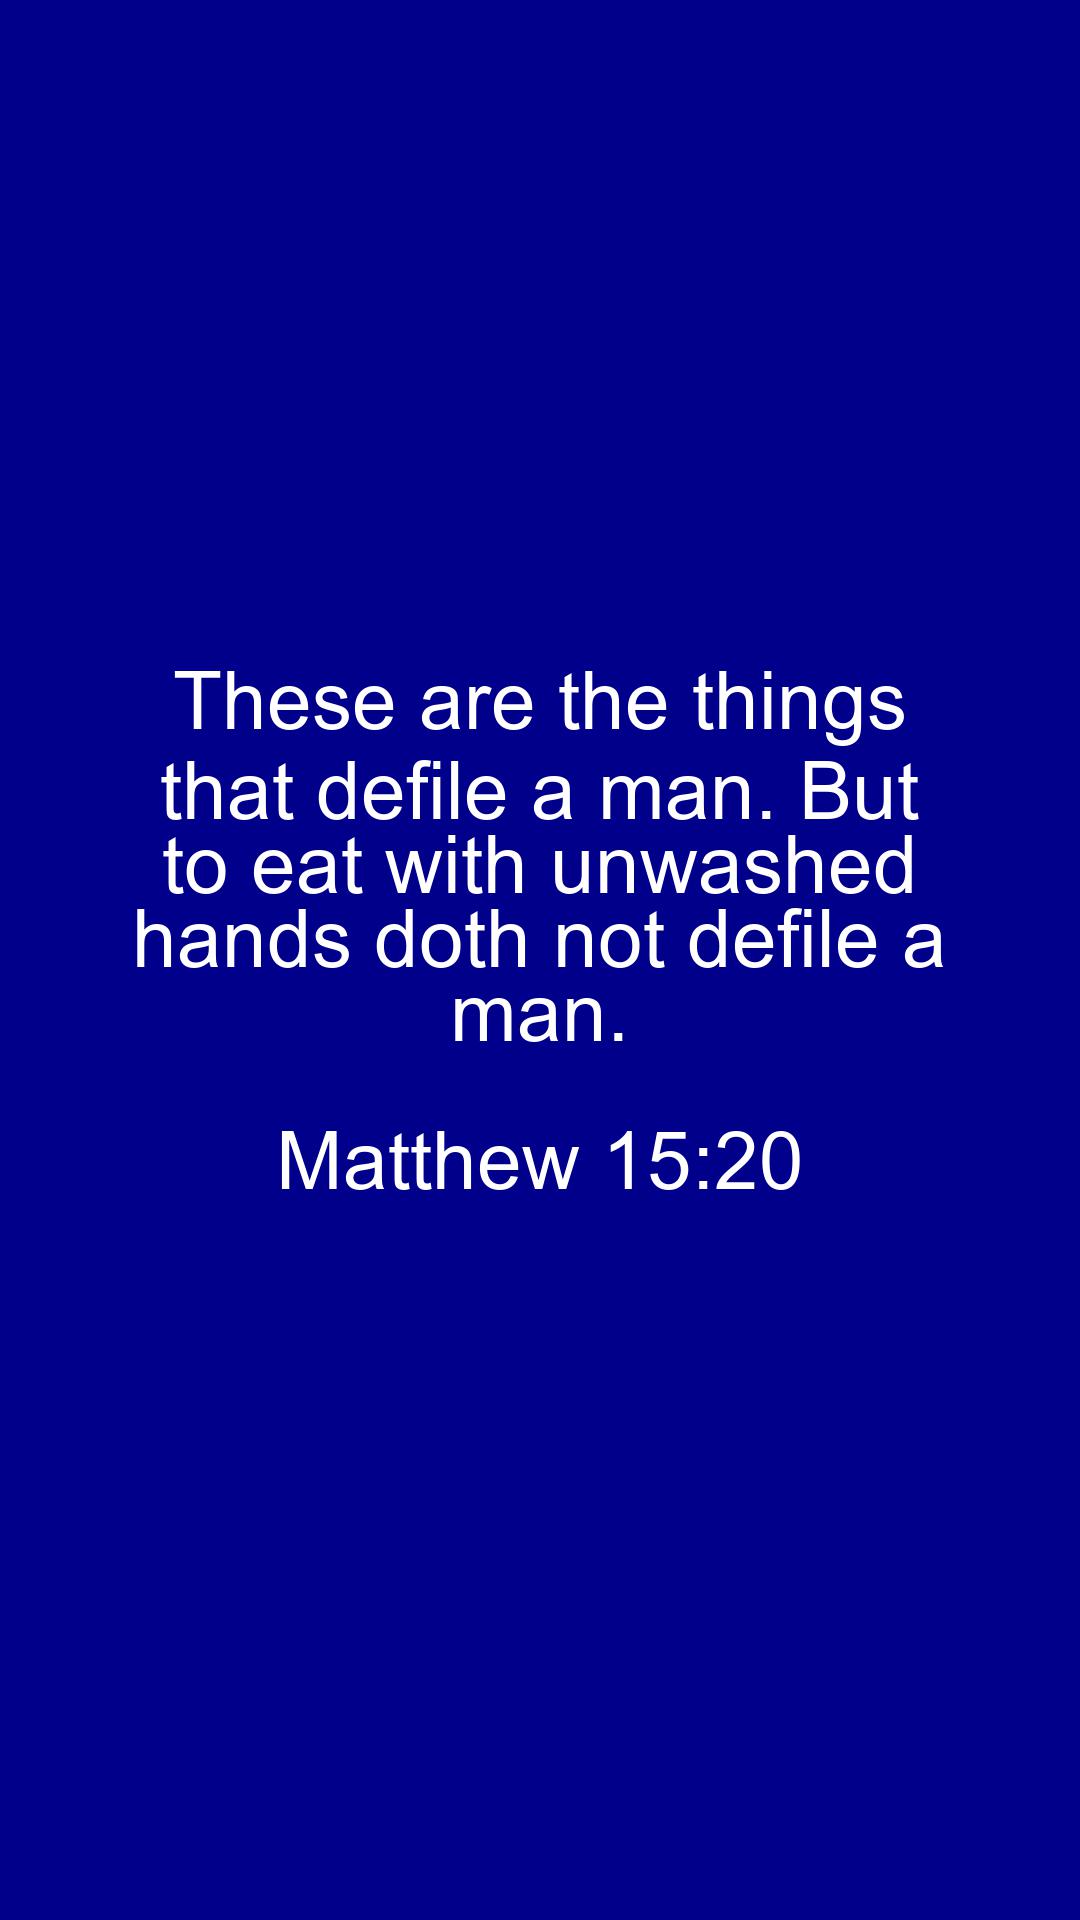 These are the things
that defile a man. But
to eat with unwashed
hands doth not defile a
man.
Matthew 15:20